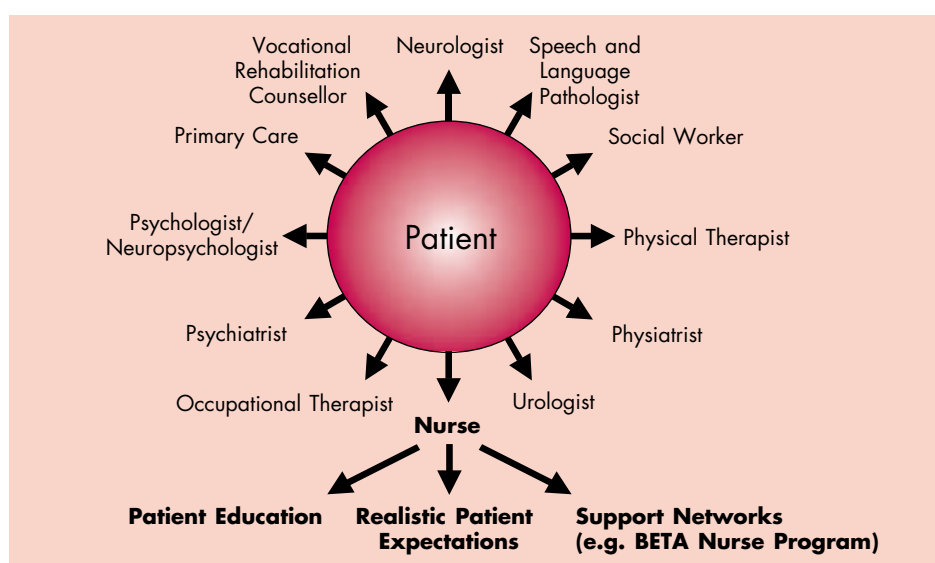 Vocational
Rehabilitation
Counsellor
Neurologist
Speech and
Language
Pathologist
Primary Care
Social Worker
Psychologist/
Neuropsychologist
Patient
Physical Therapist
Psychiatrist
Physiatrist
Occupational Therapist
Urologist
Nurse
Patient Education
Realistic Patient
Expectations
Support Networks
(e.g. BETA Nurse Program)